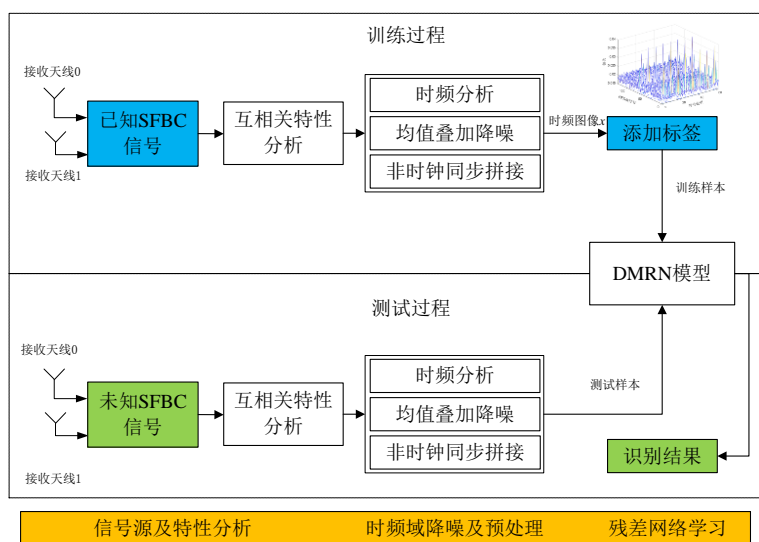 训练过程
接收天线0
已知SFBC
信号
接收天线1
互相关特性
分析
时频分析
均值叠加降噪
非时钟同步拼接
时频图像x
添加标签
训练样本
DMRN模型
测试过程
接收天线0
未知SFBC
信号
接收天线1
互相关特性
分析
时频分析
均值叠加降噪
非时钟同步拼接
测试样本
识别结果
信号源及特性分析 时频域降噪及预处理 残差网络学习